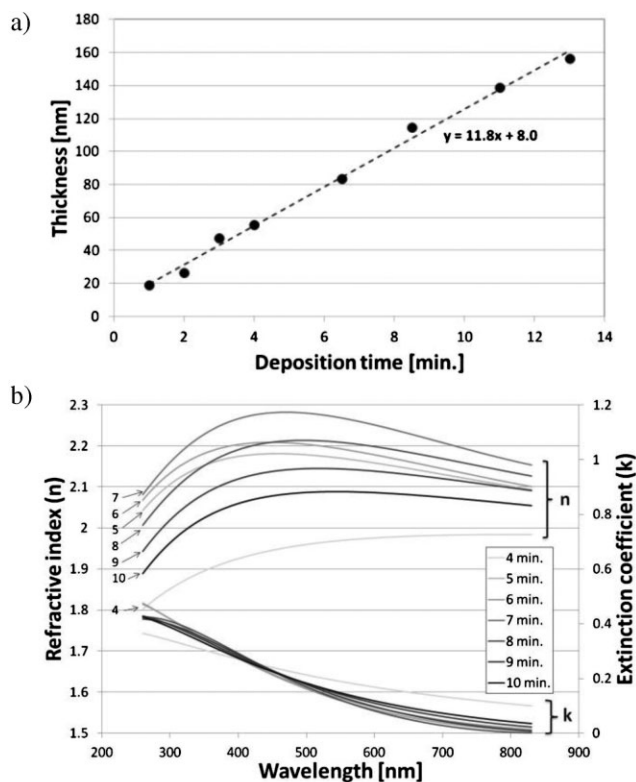 a)
180
160
140
120
100
80
60
40
20
0
Thickness [nm]
y = 11.8x + 8.0
0 2 4 6 8 10 12 14
Deposition time [min.]
b)
2.3
2.2
2.1
2
1.9
1.8
1.7
1.6
1.5
Refractive index (n)
7
6
5
8
9
10
4
n
4 min.
5 min.
6 min.
7 min.
8 min.
9 min.
10 min.
k
1.2
1
0.8
0.6
0.4
0.2
0
Extinction coefficient (k)
200 300 400 500 600 700 800 900
Wavelength [nm]